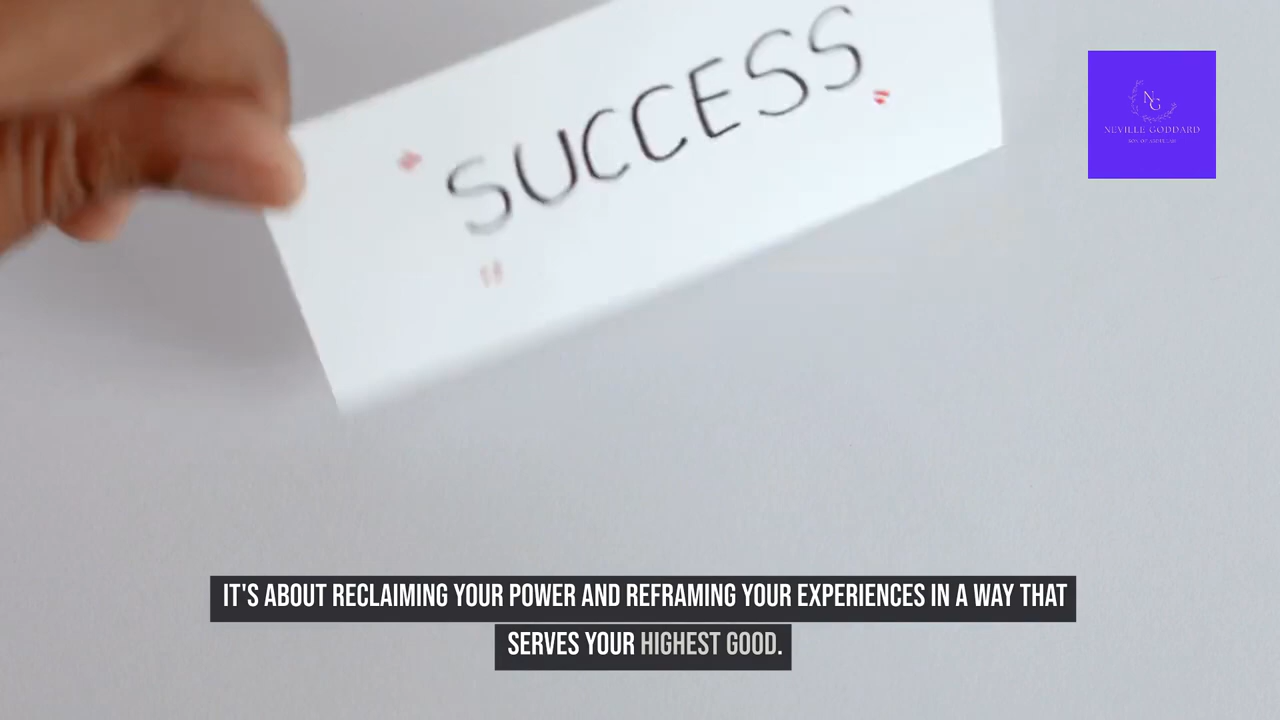 SUCCESS
NG
NEVILLE GODDARD
IT'S ABOUT RECLAIMING YOUR POWER AND REFRAMING YOUR EXPERIENCES IN A WAY THAT
SERVES YOUR HIGHEST GOOD.